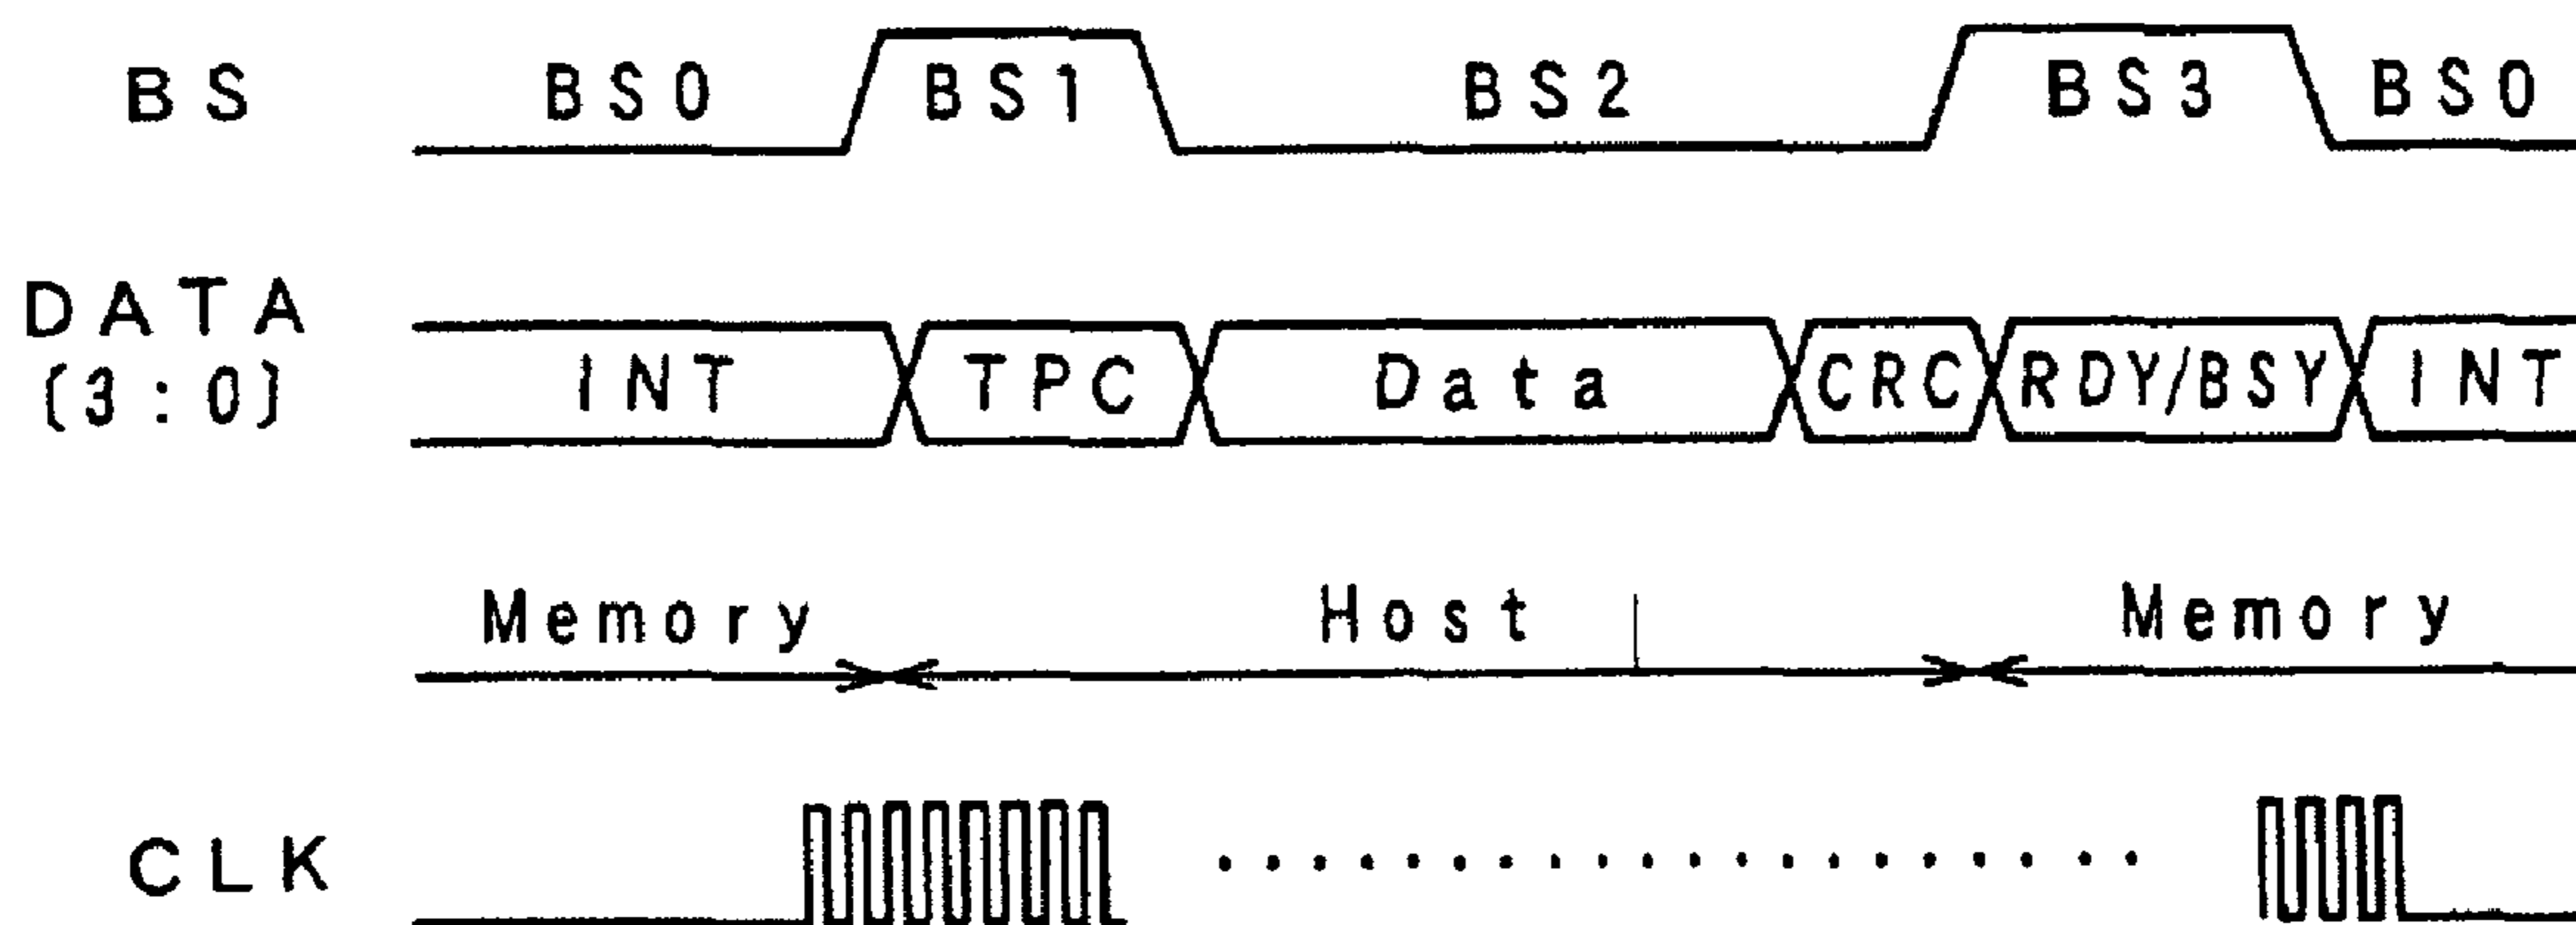 BS BS0 BS1 BS2 BS3 BS0
DATA
[3:0] INT TPC Data CRC RDY/BSY INT
Memory Host Memory
CLK